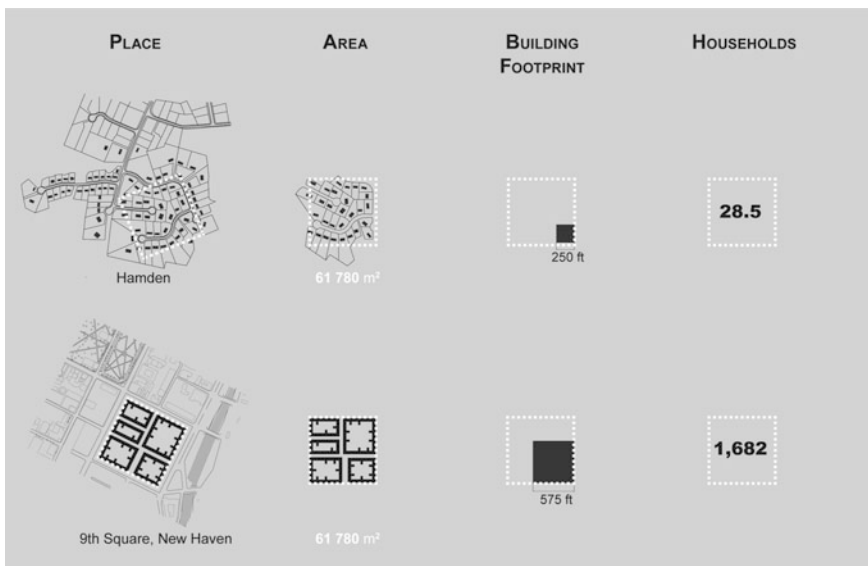 PLACE
AREA
BUILDING
FOOTPRINT
HOUSEHOLDS
Hamden
61 780 m²
250 ft
28.5
9th Square, New Haven
61 780 m²
575 ft
1,682